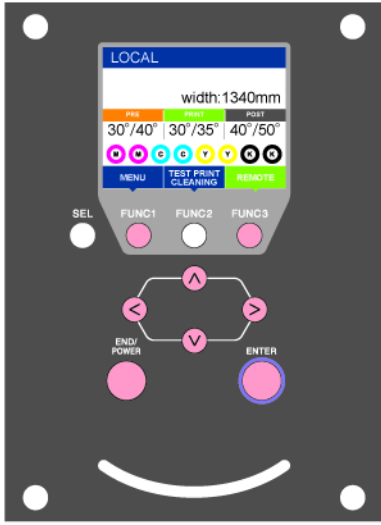 LOCAL
width:1340mm
PRE PRINT POST
30°/40° 30°/35° 40°/50°
M M C C Y Y K K
MENU TEST PRINT CLEANING REMOTE
SEL FUNC1 FUNC2 FUNC3
<
>
END/
POWER
ENTER